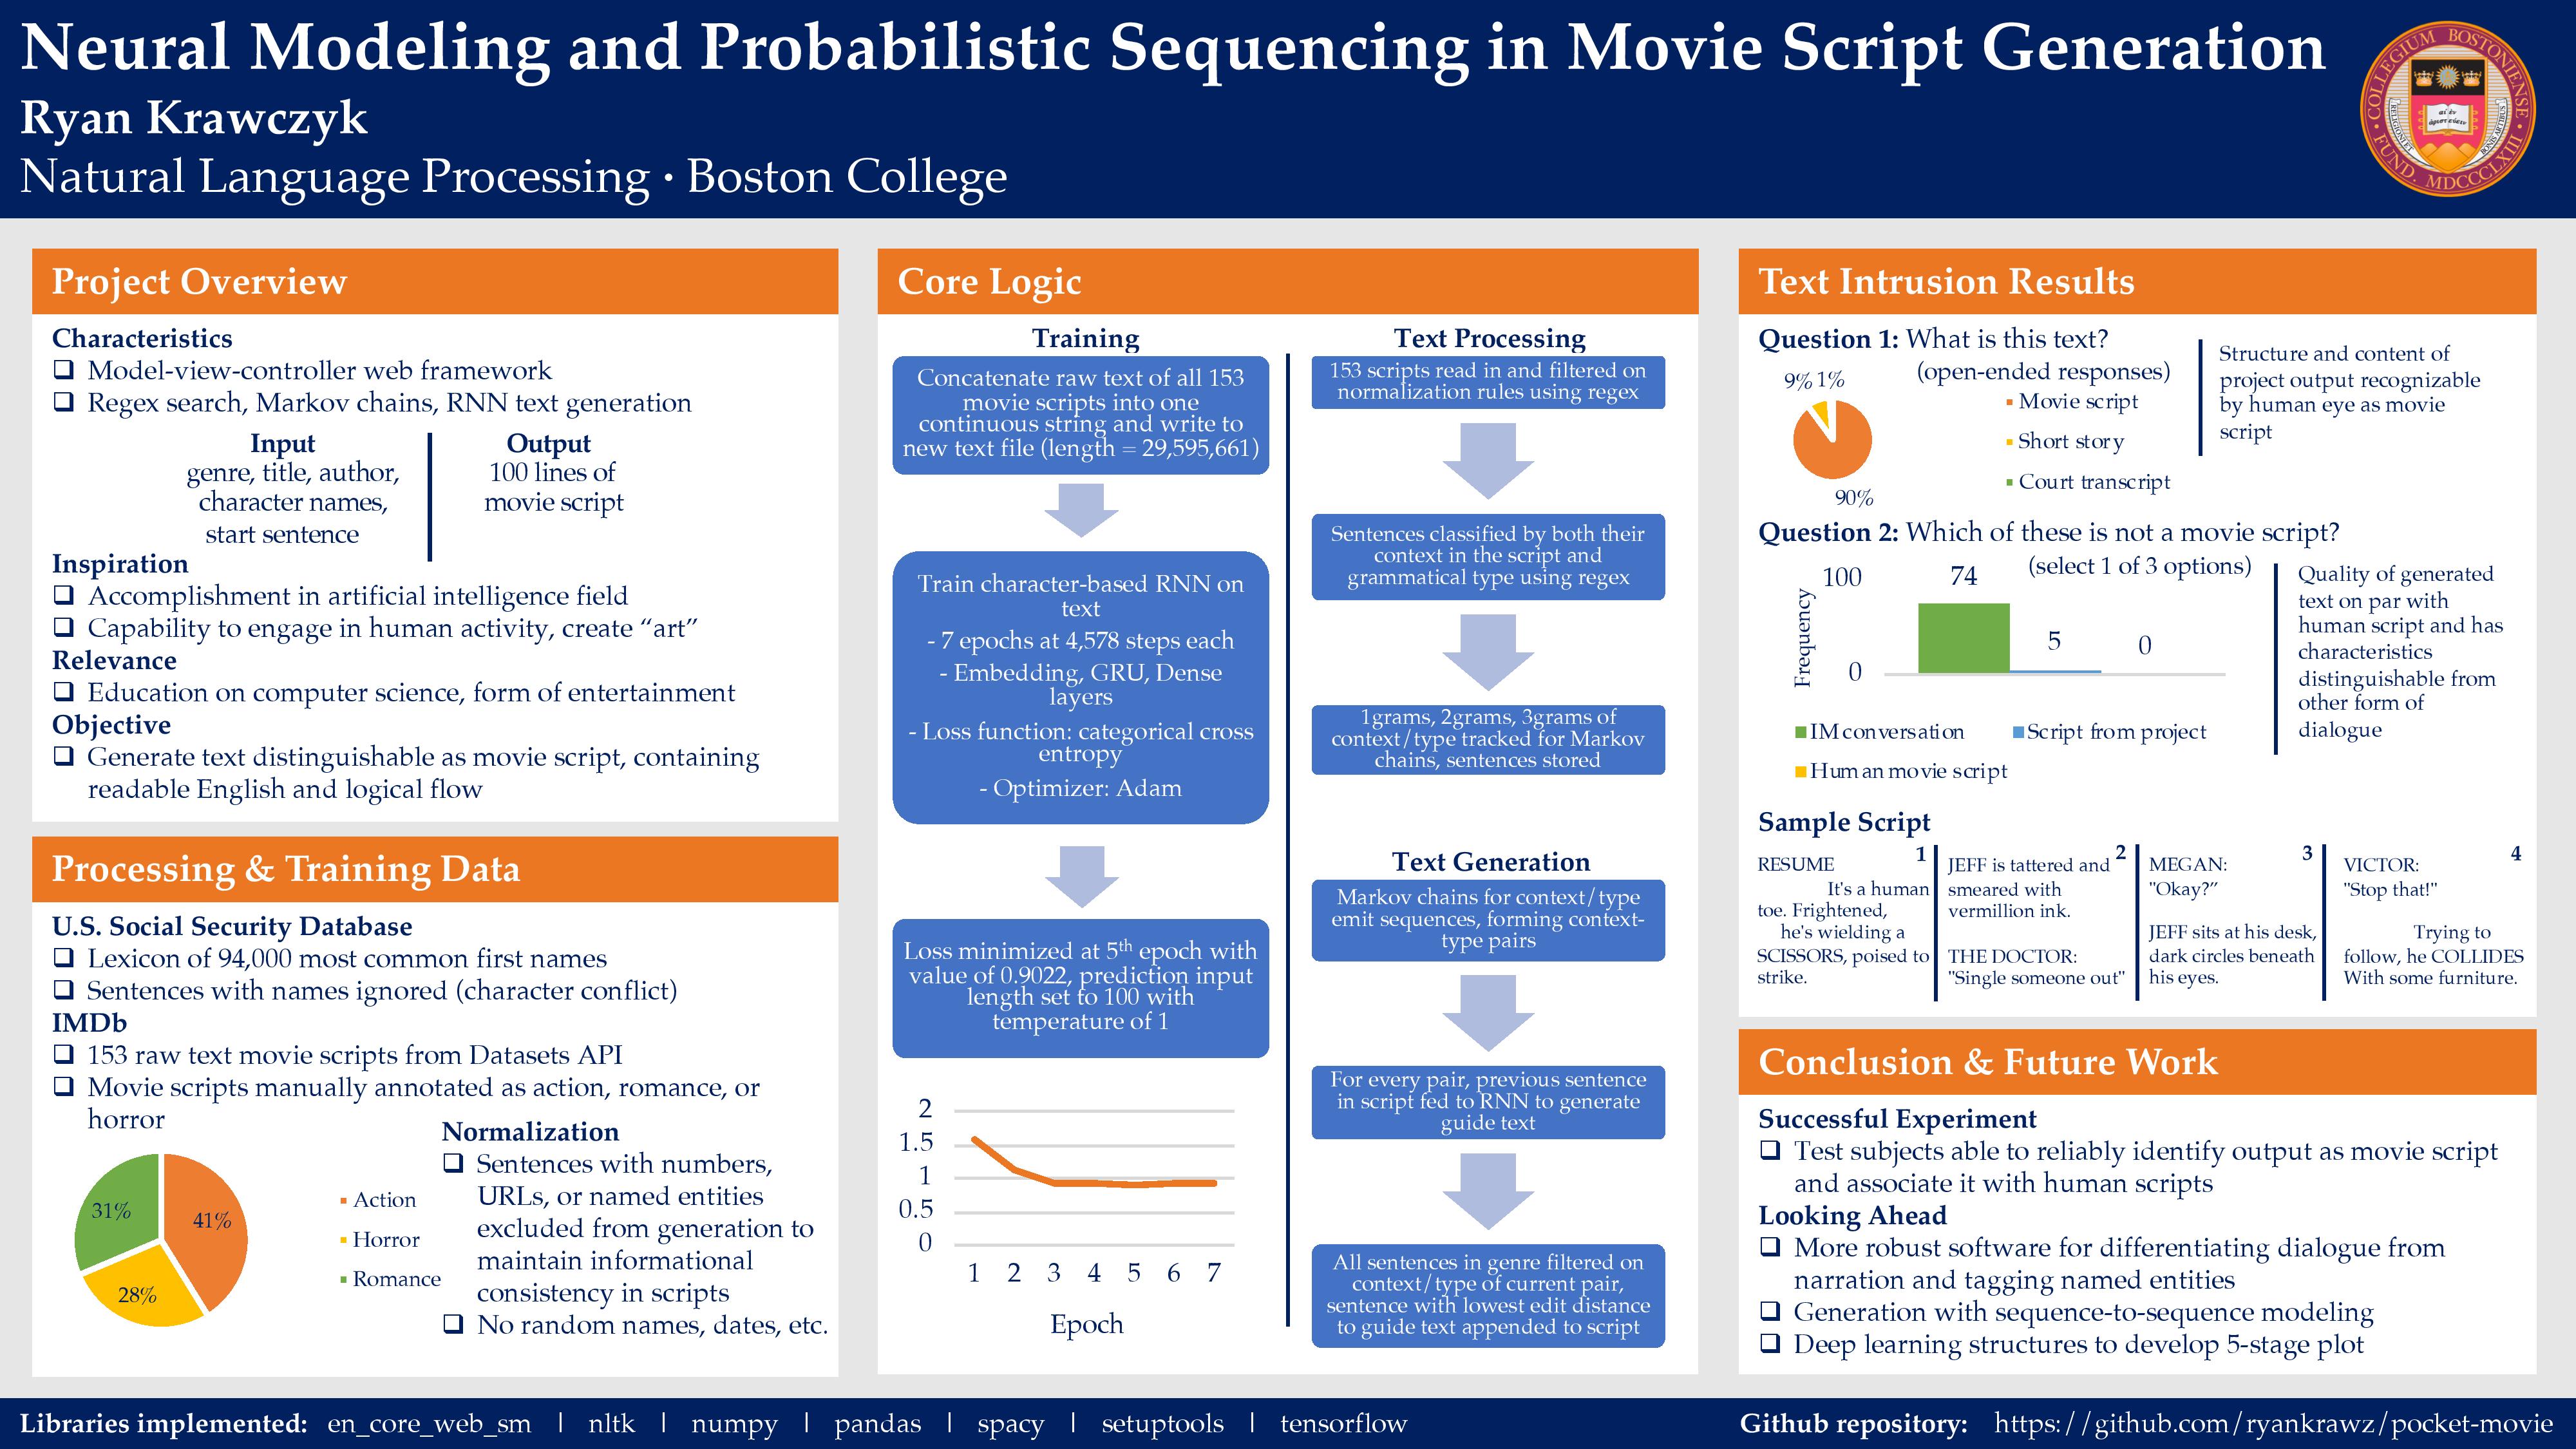 Neural Modeling and Probabilistic Sequencing in Movie Script Generation
Ryan Krawczyk
Natural Language Processing · Boston College
COLLEGIUM BOSTONIENSE
FUND. MDCCCLXIII
Project Overview
Characteristics
❑ Model-view-controller web framework
❑ Regex search, Markov chains, RNN text generation
Input
genre, title, author,
character names,
start sentence
Output
100 lines of
movie script
Inspiration
❑ Accomplishment in artificial intelligence field
❑ Capability to engage in human activity, create “art”
Relevance
❑ Education on computer science, form of entertainment
Objective
❑ Generate text distinguishable as movie script, containing
readable English and logical flow
Processing & Training Data
U.S. Social Security Database
❑ Lexicon of 94,000 most common first names
❑ Sentences with names ignored (character conflict)
IMDb
❑ 153 raw text movie scripts from Datasets API
❑ Movie scripts manually annotated as action, romance, or
horror
31%
41%
28%
Action
Horror
Romance
Normalization
❑ Sentences with numbers,
URLs, or named entities
excluded from generation to
maintain informational
consistency in scripts
❑ No random names, dates, etc.
Core Logic
Training
Concatenate raw text of all 153
movie scripts into one
continuous string and write to
new text file (length = 29,595,661)
Train character-based RNN on
text
- 7 epochs at 4,578 steps each
- Embedding, GRU, Dense
layers
- Loss function: categorical cross
entropy
- Optimizer: Adam
Loss minimized at 5th epoch with
value of 0.9022, prediction input
length set to 100 with
temperature of 1
2
1.5
1
0.5
0
1 2 3 4 5 6 7
Epoch
Text Processing
153 scripts read in and filtered on
normalization rules using regex
Sentences classified by both their
context in the script and
grammatical type using regex
1grams, 2grams, 3grams of
context/type tracked for Markov
chains, sentences stored
Text Generation
Markov chains for context/type
emit sequences, forming context-
type pairs
For every pair, previous sentence
in script fed to RNN to generate
guide text
All sentences in genre filtered on
context/type of current pair,
sentence with lowest edit distance
to guide text appended to script
Text Intrusion Results
Question 1: What is this text?
(open-ended responses)
9% 1%
90%
Movie script
Short story
Court transcript
Structure and content of
project output recognizable
by human eye as movie
script
Question 2: Which of these is not a movie script?
(select 1 of 3 options)
Frequency
100
0
74
5
0
IM conversation
Script from project
Human movie script
Quality of generated
text on par with
human script and has
characteristics
distinguishable from
other form of
dialogue
Sample Script
1
RESUME
It's a human
toe. Frightened,
he's wielding a
SCISSORS, poised to
strike.
2
JEFF is tattered and
smeared with
vermillion ink.
THE DOCTOR:
"Single someone out"
3
MEGAN:
"Okay?”
JEFF sits at his desk,
dark circles beneath
his eyes.
4
VICTOR:
"Stop that!"
Trying to
follow, he COLLIDES
With some furniture.
Conclusion & Future Work
Successful Experiment
❑ Test subjects able to reliably identify output as movie script
and associate it with human scripts
Looking Ahead
❑ More robust software for differentiating dialogue from
narration and tagging named entities
❑ Generation with sequence-to-sequence modeling
❑ Deep learning structures to develop 5-stage plot
Libraries implemented: en_core_web_sm | nltk | numpy | pandas | spacy | setuptools | tensorflow
Github repository: https://github.com/ryankrawz/pocket-movie